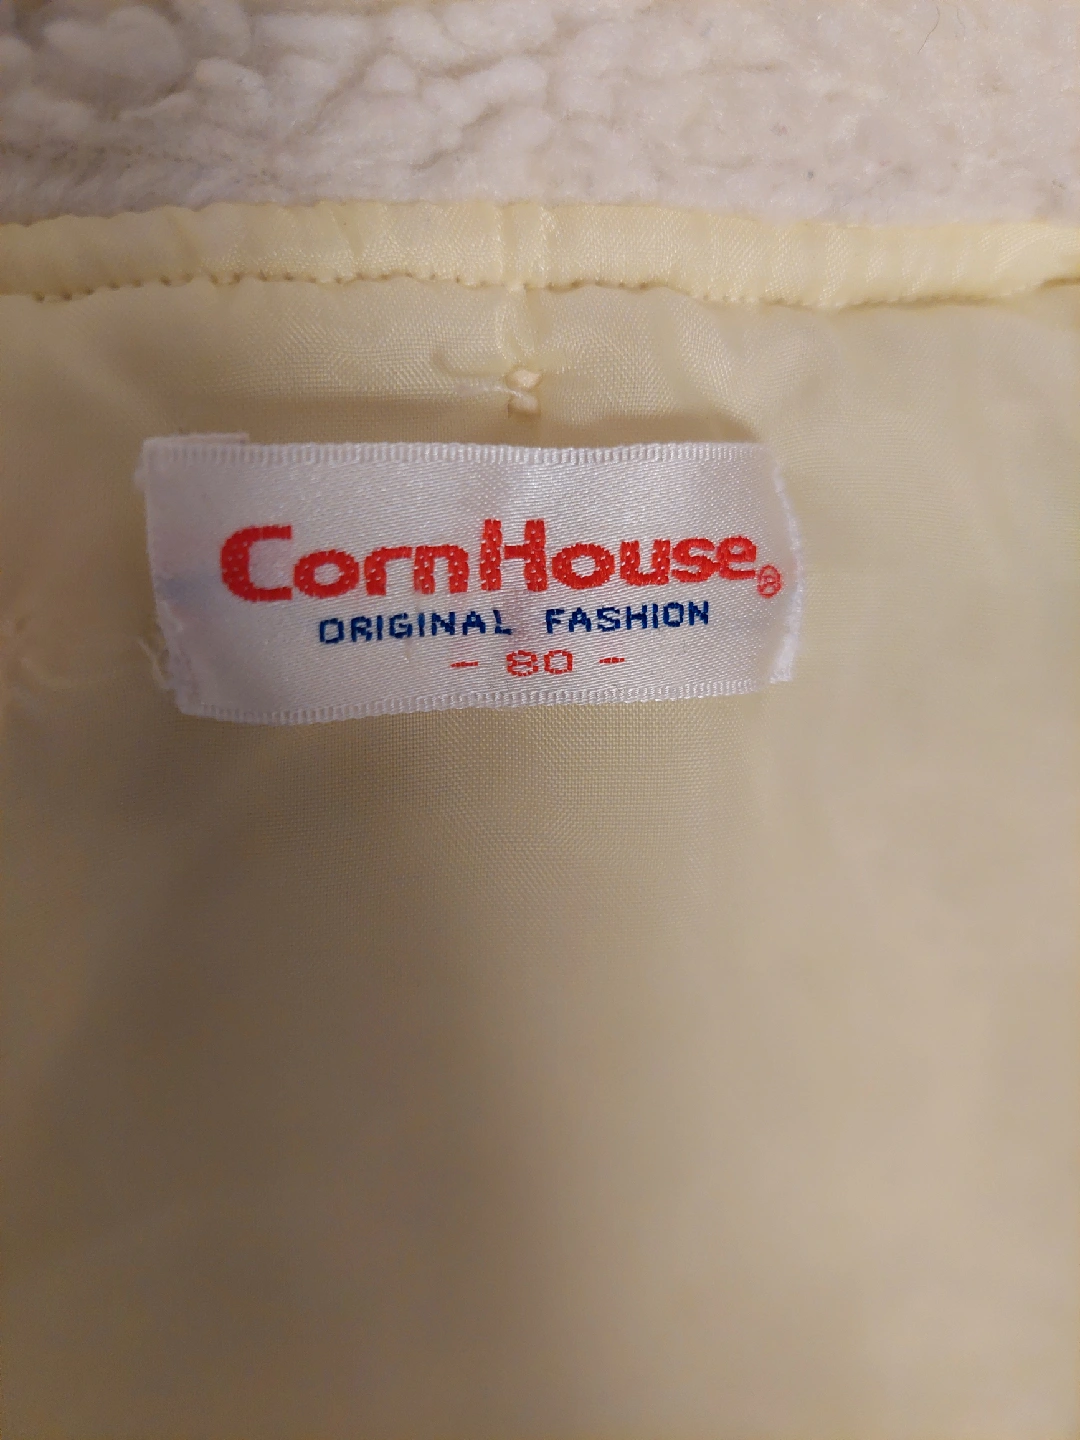 CornHouse®
ORIGINAL FASHION
- 80 -